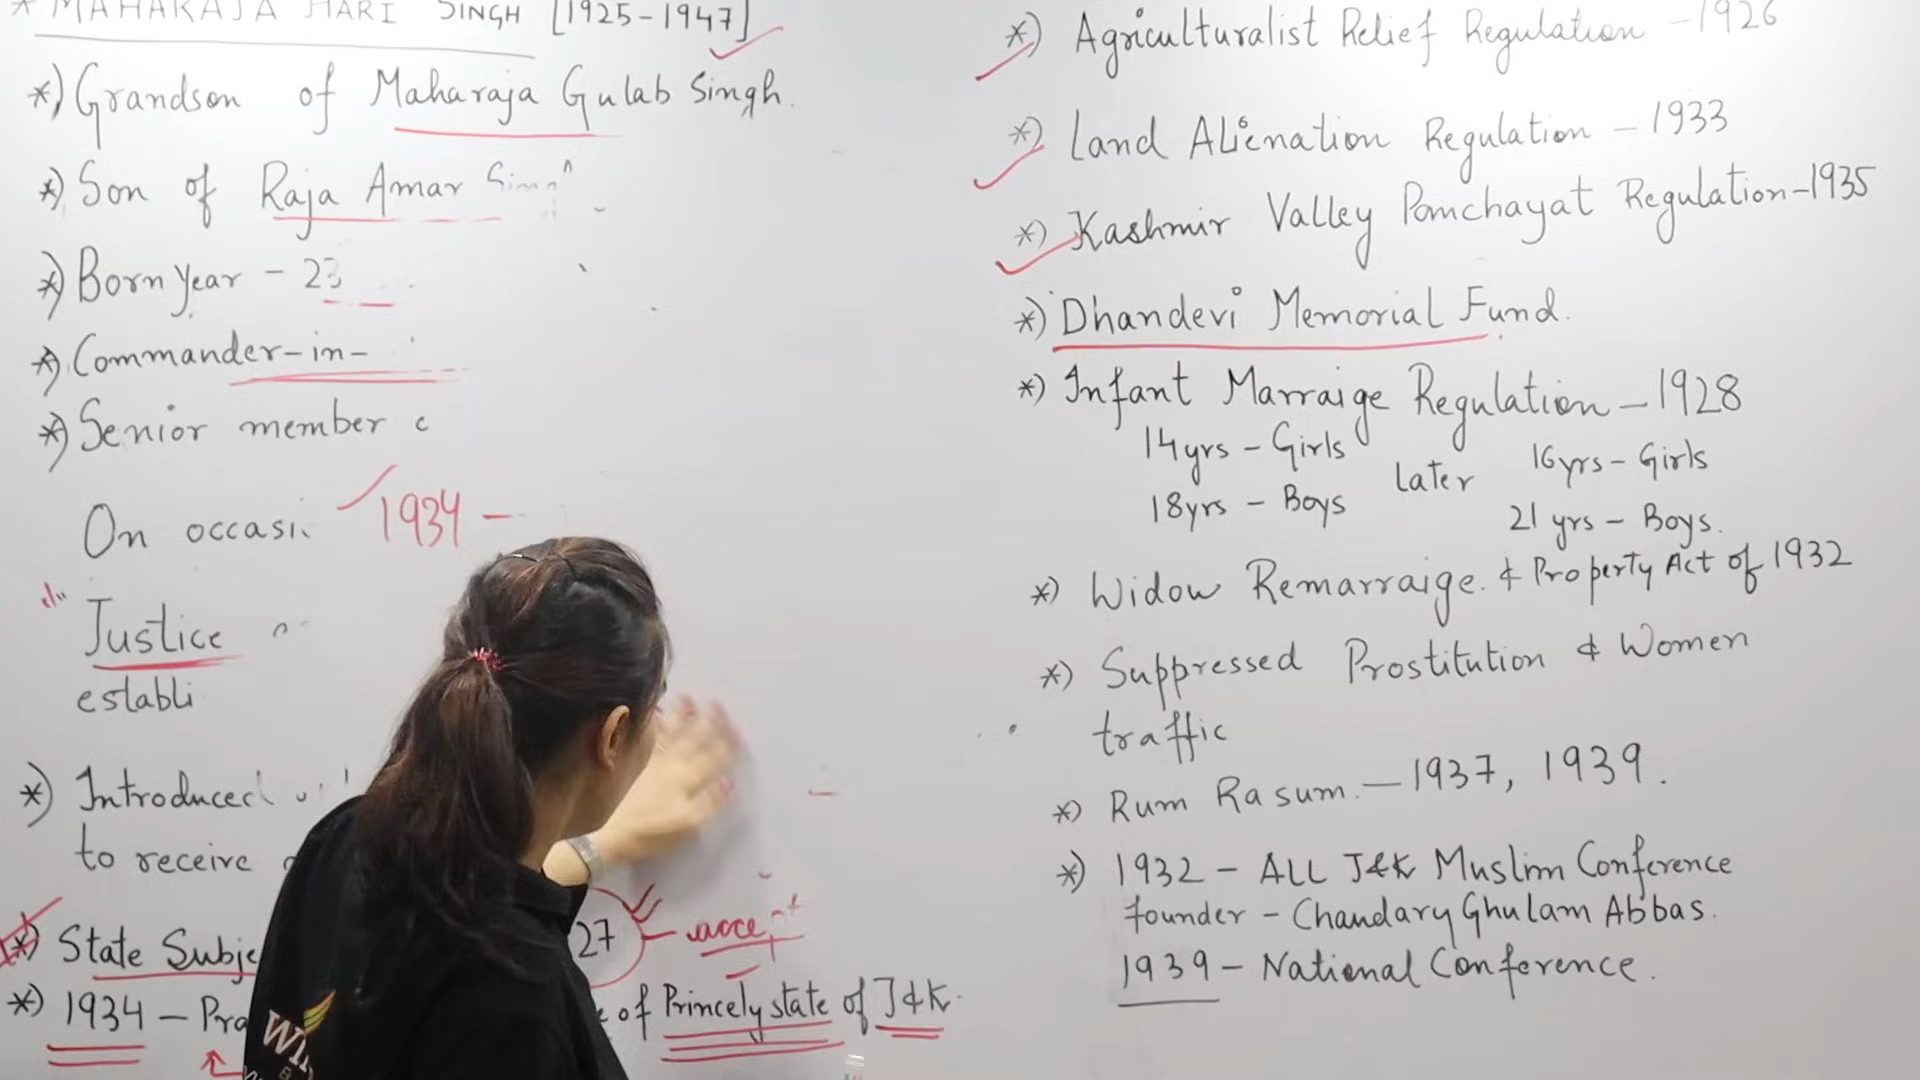 * MAHARAJA HARI SINGH [1925-1947]
*) Grandson of Maharaja Gulab Singh.
*) Son of Raja Amar Singh
*) Born Year - 23
*) Commander-in-
*) Senior member
On occasi
1934 -
Justice
establi
*) Introduced
to receive
*) State Subje 27 - accept
*) 1934 - Pra of Princely state of J&K.
*) Agriculturalist Relief Regulation - 1926
*) Land Alienation Regulation - 1933
*) Kashmir Valley Panchayat Regulation-1935
*) Dhandevi Memorial Fund.
*) Infant Marraige Regulation - 1928
14yrs - Girls Later 16yrs - Girls
18yrs - Boys 21 yrs - Boys.
*) Widow Remarraige. & Property Act of 1932
*) Suppressed Prostitution & Women
traffic
*) Rum Rasum. - 1937, 1939.
*) 1932 - ALL J&K Muslim Conference
founder - Chaudary Ghulam Abbas.
1939 - National Conference.